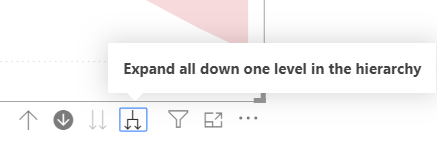 Expand all down one level in the hierarchy